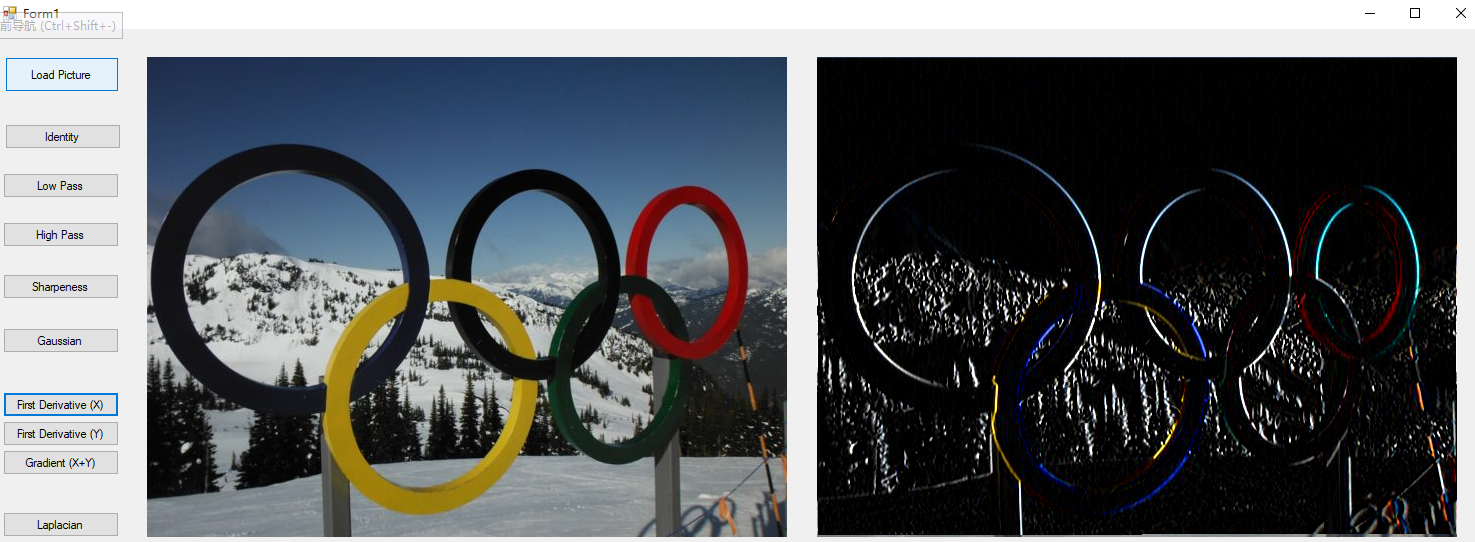 Form1
前导航 (Ctrl+Shift+-)
Load Picture
Identity
Low Pass
High Pass
Sharpeness
Gaussian
First Derivative (X)
First Derivative (Y)
Gradient (X+Y)
Laplacian